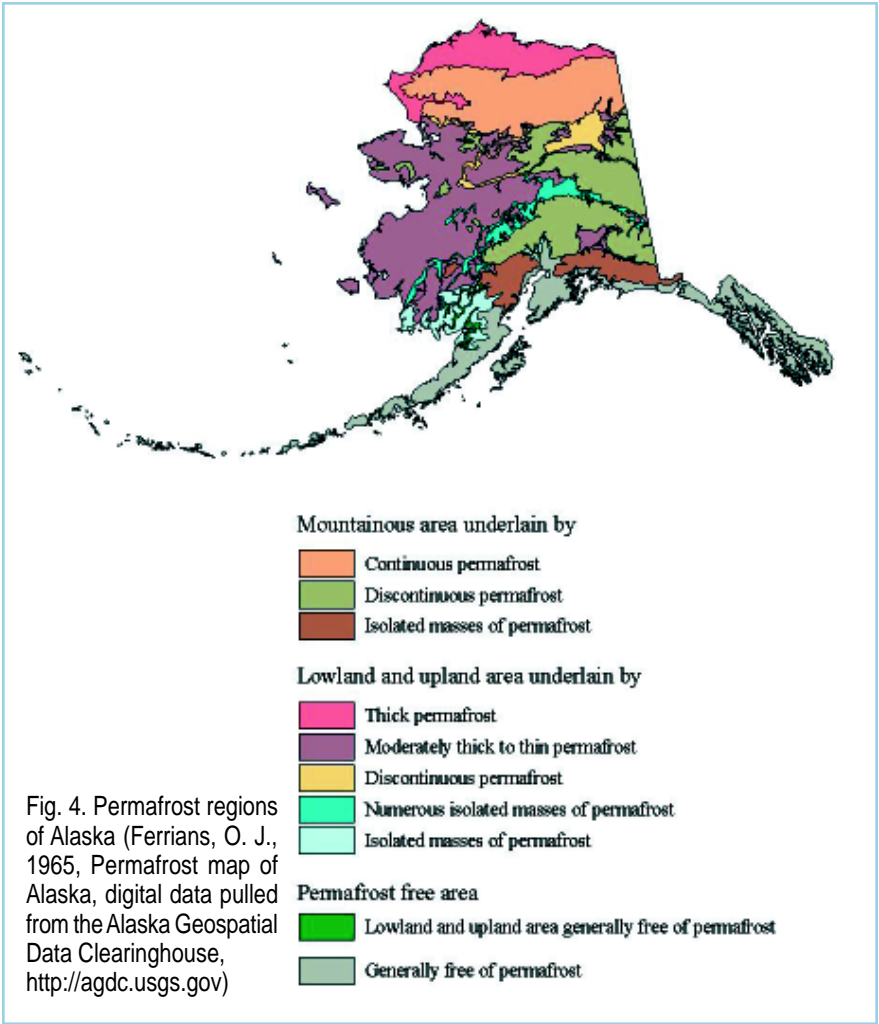 Mountainous area underlain by
Continuous permafrost
Discontinuous permafrost
Isolated masses of permafrost
Lowland and upland area underlain by
Thick permafrost
Moderately thick to thin permafrost
Discontinuous permafrost
Numerous isolated masses of permafrost
Isolated masses of permafrost
Permafrost free area
Lowland and upland area generally free of permafrost
Generally free of permafrost
Fig. 4. Permafrost regions
of Alaska (Ferrians, O. J.,
1965, Permafrost map of
Alaska, digital data pulled
from the Alaska Geospatial
Data Clearinghouse,
http://agdc.usgs.gov)